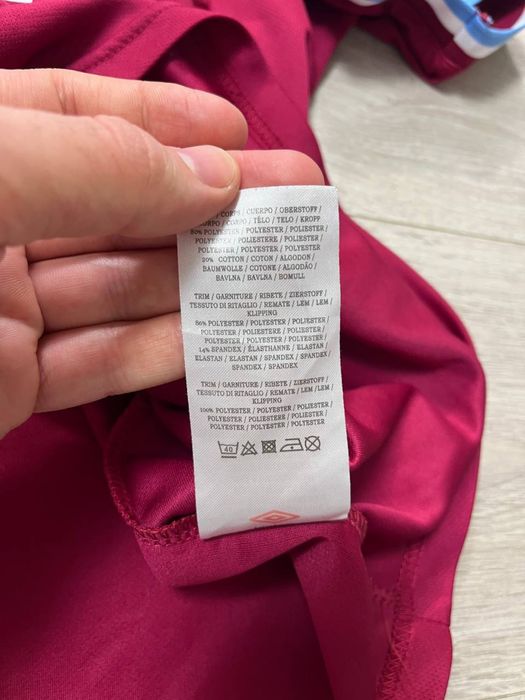 / CORPS / CUERPO / OBERSTOFF /
CORPO / CORPO / TĚLO / TELO / KROPP
80% POLYESTER / POLYESTER / POLIESTER /
POLYESTER / POLIESTERE / POLIESTER /
POLYESTER / POLYESTER / POLYESTER
20% COTTON / COTON / ALGODON /
BAUMWOLLE / COTONE / ALGODÃO /
BAVLNA / BAVLNA / BOMULL
TRIM / GARNITURE / RIBETE / ZIERSTOFF /
TESSUTO DI RITAGLIO / REMATE / LEM / LEM /
KLIPPING
86% POLYESTER / POLYESTER / POLIESTER /
POLYESTER / POLIESTERE / POLIESTER /
POLYESTER / POLYESTER / POLYESTER
14% SPANDEX / ÉLASTHANNE / ELASTAN /
ELASTAN / ELASTAN / SPANDEX / SPANDEX /
SPANDEX / SPANDEX
TRIM / GARNITURE / RIBETE / ZIERSTOFF /
TESSUTO DI RITAGLIO / REMATE / LEM / LEM /
KLIPPING
100% POLYESTER / POLYESTER / POLIESTER /
POLYESTER / POLIESTERE / POLIESTER /
POLYESTER / POLYESTER / POLYESTER
40